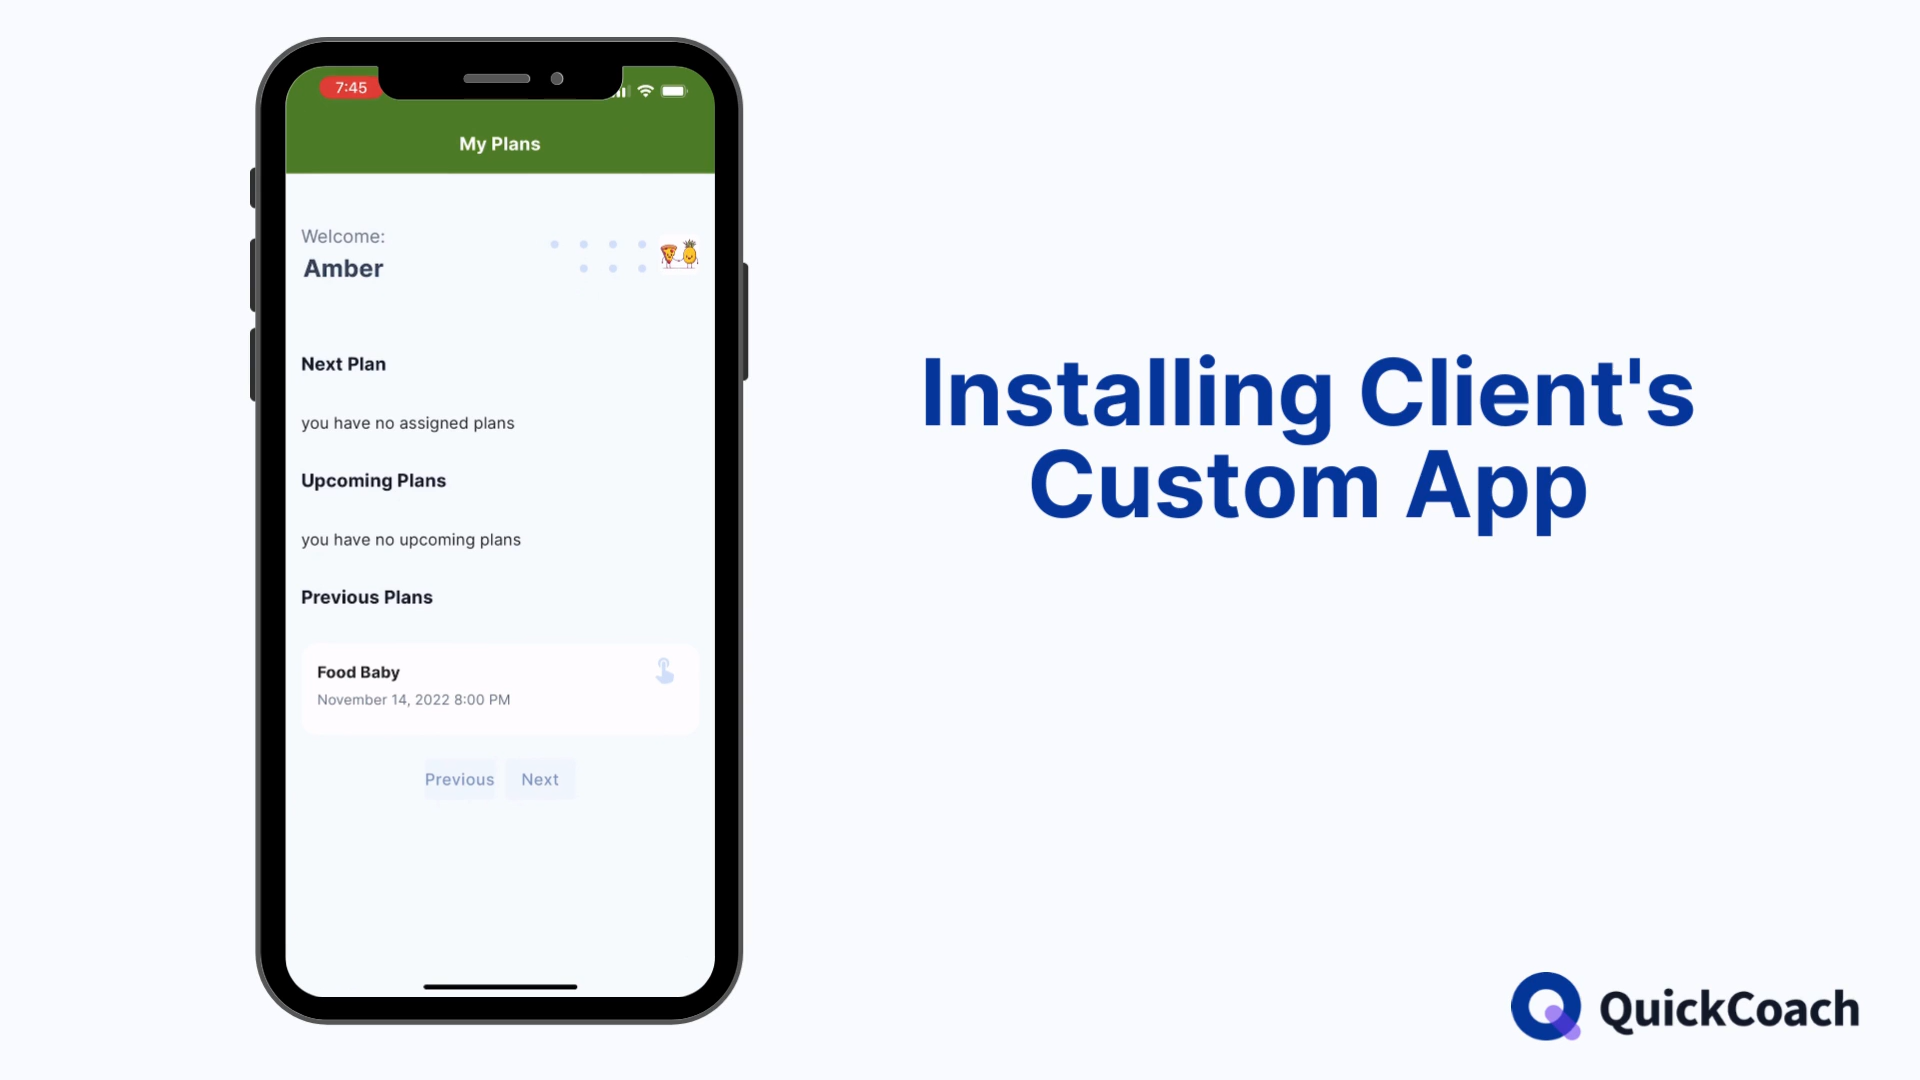 7:45
My Plans
Welcome:
Amber
Next Plan
you have no assigned plans
Upcoming Plans
you have no upcoming plans
Previous Plans
Food Baby
November 14, 2022 8:00 PM
Previous Next
Installing Client's
Custom App
QuickCoach